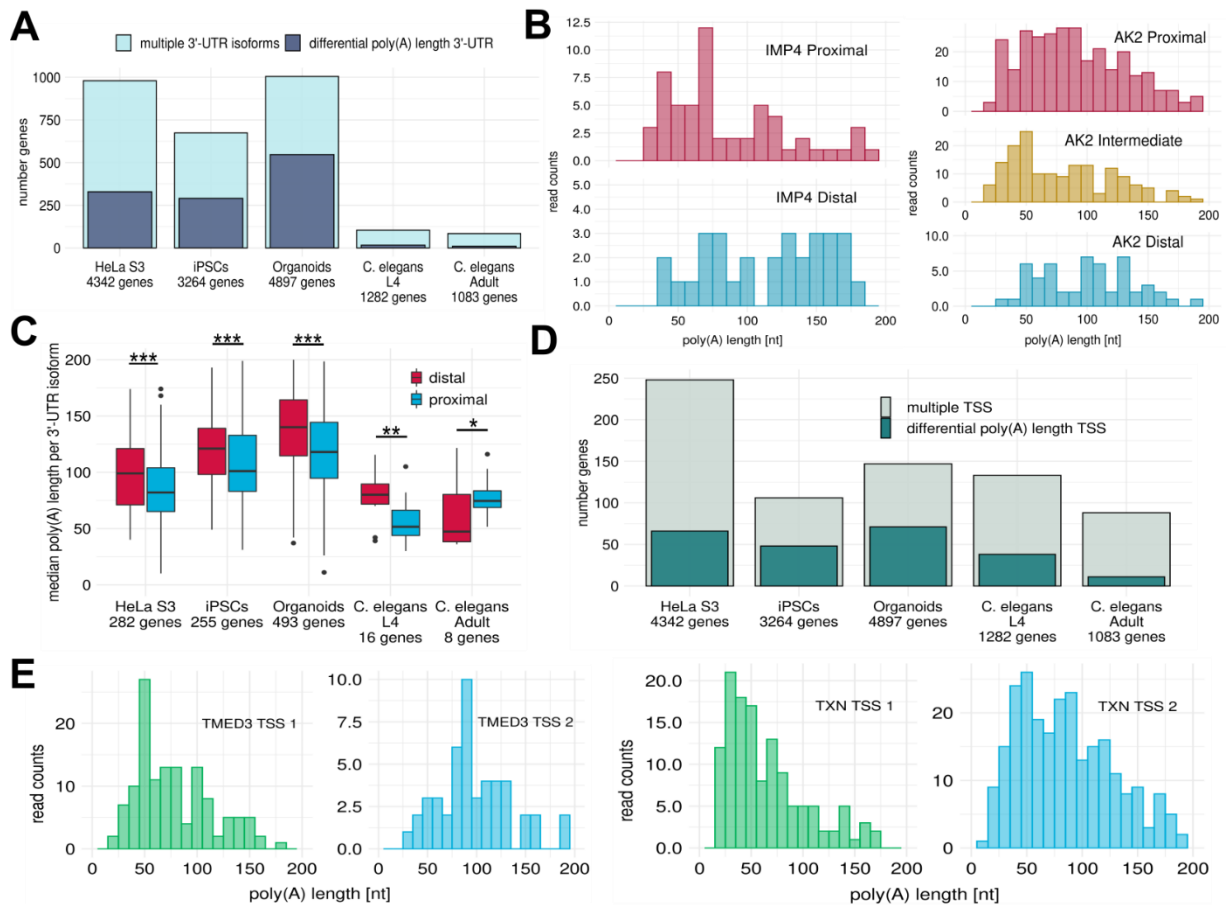 A
multiple 3'-UTR isoforms
differential poly(A) length 3'-UTR
number genes
1000
750
500
250
0
HeLa S3
4342 genes
iPSCs
3264 genes
Organoids
4897 genes
C. elegans
L4
1282 genes
C. elegans
Adult
1083 genes
B
read counts
IMP4 Proximal
12.5
10.0
7.5
5.0
2.5
0.0
IMP4 Distal
5.0
4.0
3.0
2.0
1.0
0.0
0
50
100
150
200
poly(A) length [nt]
read counts
AK2 Proximal
20
10
0
AK2 Intermediate
20
10
0
AK2 Distal
10.0
5.0
0.0
0
50
100
150
200
poly(A) length [nt]
C
median poly(A) length per 3'-UTR isoform
200
150
100
50
0
***
***
***
**
*
distal
proximal
HeLa S3
282 genes
iPSCs
255 genes
Organoids
493 genes
C. elegans
L4
16 genes
C. elegans
Adult
8 genes
D
number genes
250
200
150
100
50
0
multiple TSS
differential poly(A) length TSS
HeLa S3
4342 genes
iPSCs
3264 genes
Organoids
4897 genes
C. elegans
L4
1282 genes
C. elegans
Adult
1083 genes
E
read counts
20
10
0
TMED3 TSS 1
0
50
100
150
200
10.0
7.5
5.0
2.5
0
TMED3 TSS 2
0
50
100
150
200
poly(A) length [nt]
read counts
20.0
15.0
10.0
5.0
0
TXN TSS 1
0
50
100
150
200
25
20
15
10
5
0
TXN TSS 2
0
50
100
150
200
poly(A) length [nt]